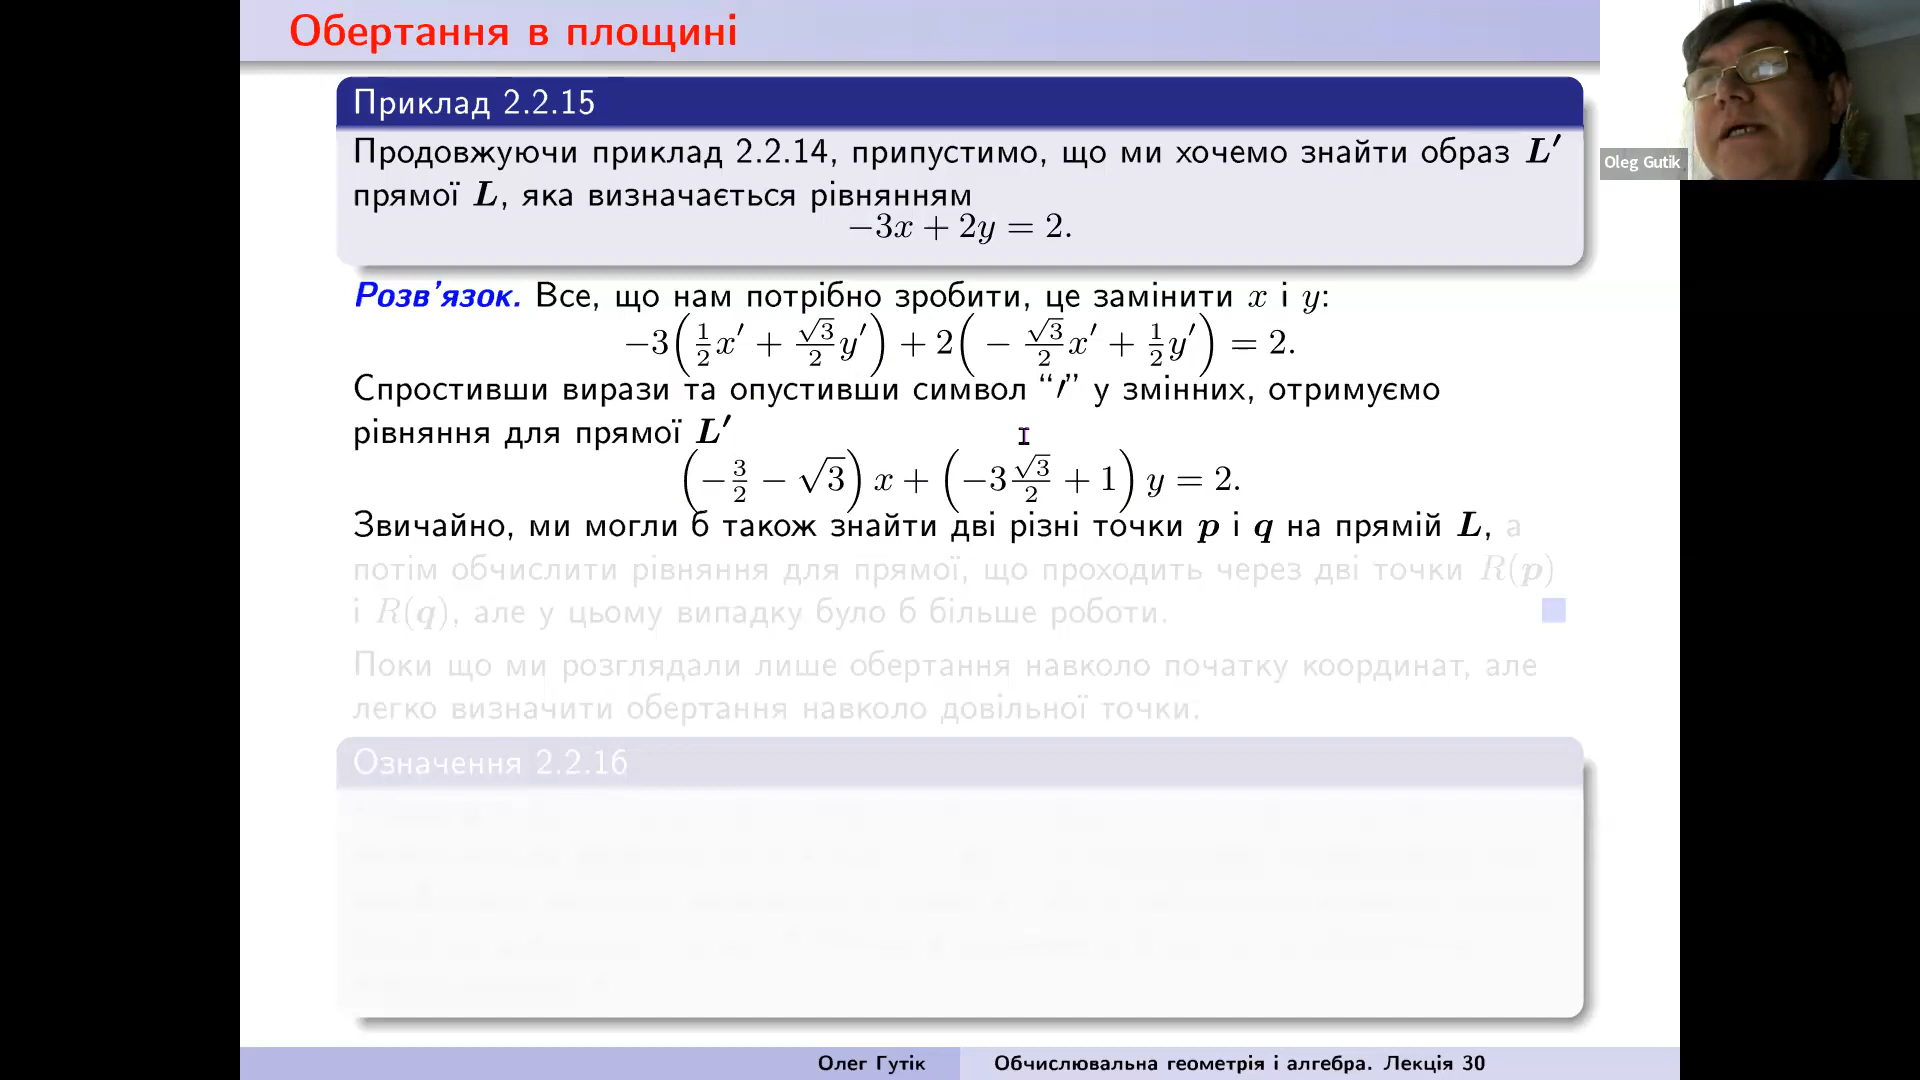 Обертання в площині
Приклад 2.2.15
Продовжуючи приклад 2.2.14, припустимо, що ми хочемо знайти образ L′
прямої L, яка визначається рівнянням
−3x + 2y = 2.
Розв’язок. Все, що нам потрібно зробити, це замінити x і y:
−3(1/2 x′ + √3/2 y′) + 2(− √3/2 x′ + 1/2 y′) = 2.
Спростивши вирази та опустивши символ “′” у змінних, отримуємо
рівняння для прямої L′
(−3/2 − √3) x + (−3 √3/2 + 1) y = 2.
Звичайно, ми могли б також знайти дві різні точки p і q на прямій L, а
потім обчислити рівняння для прямої, що проходить через дві точки R(p)
і R(q), але у цьому випадку було б більше роботи.
Поки що ми розглядали лише обертання навколо початку координат, але
легко визначити обертання навколо довільної точки.
Означення 2.2.16
Олег Гутік
Обчислювальна геометрія і алгебра. Лекція 30
Oleg Gutik